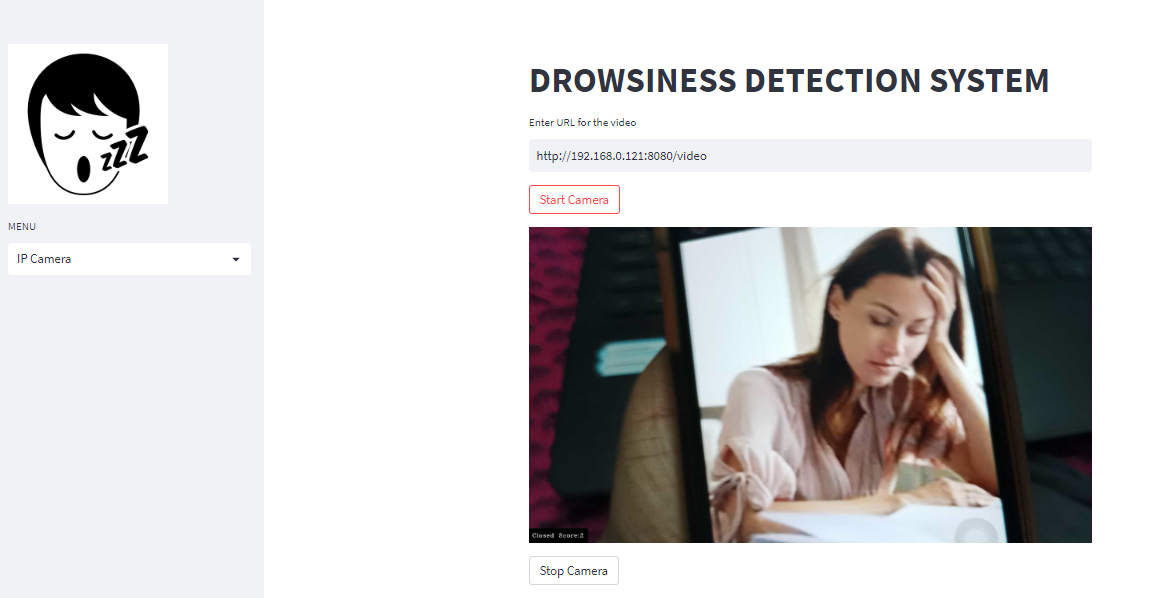 zzz
MENU
IP Camera
DROWSINESS DETECTION SYSTEM
Enter URL for the video
http://192.168.0.121:8080/video
Start Camera
Closed Score:2
Stop Camera